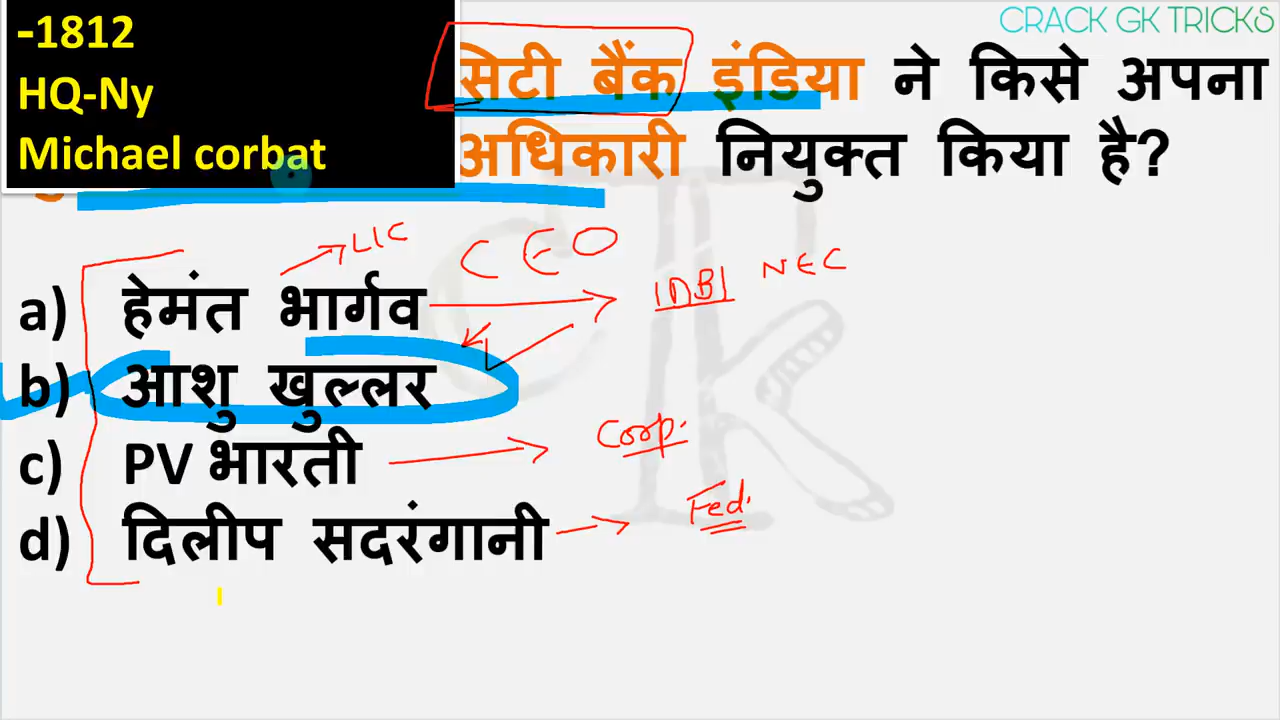 CRACK GK TRICKS
-1812
HQ-Ny
Michael corbat
सिटी बैंक इंडिया ने किसे अपना
अधिकारी नियुक्त किया है?
LIC
CEO
IDBI NEC
a) हेमंत भार्गव
b) आशु खुल्लर
c) PV भारती
Corp.
d) दिलीप सदरंगानी
Fed.